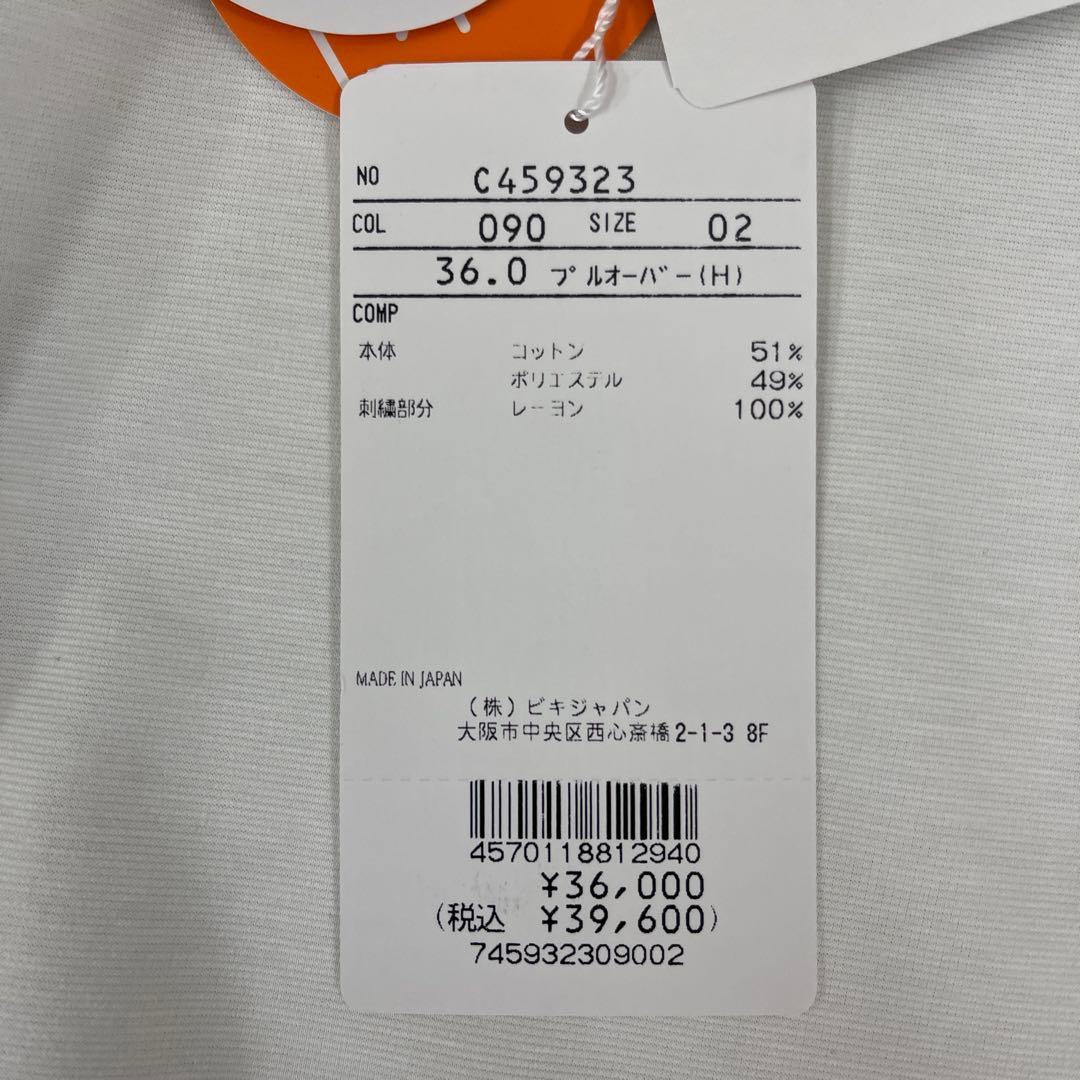 NO C459323
COL 090 SIZE 02
36.0 プルオーバー(H)
COMP
本体 コットン 51%
ポリエステル 49%
刺繍部分 レーヨン 100%
MADE IN JAPAN
(株)ビキジャパン
大阪市中央区西心斎橋2-1-3 8F
4570118812940
¥36,000
(税込 ¥39,600)
745932309002